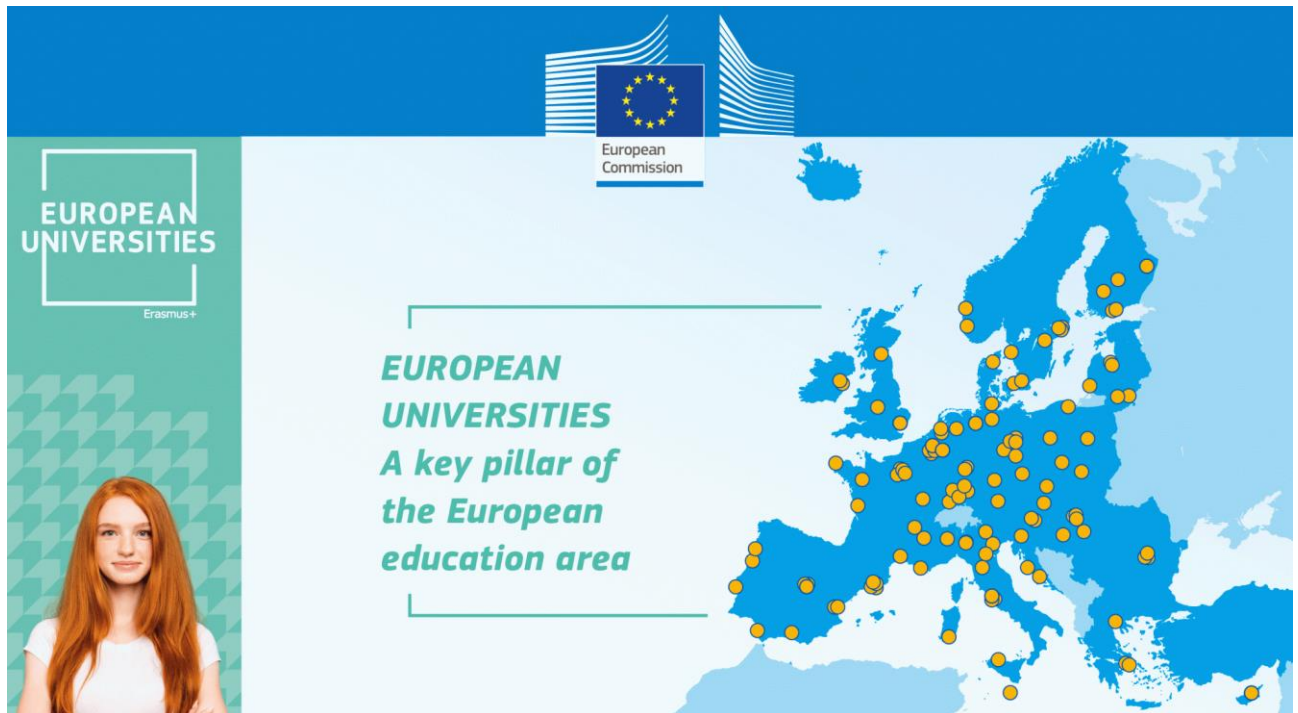 European
Commission
EUROPEAN
UNIVERSITIES
Erasmus+
EUROPEAN
UNIVERSITIES
A key pillar of
the European
education area